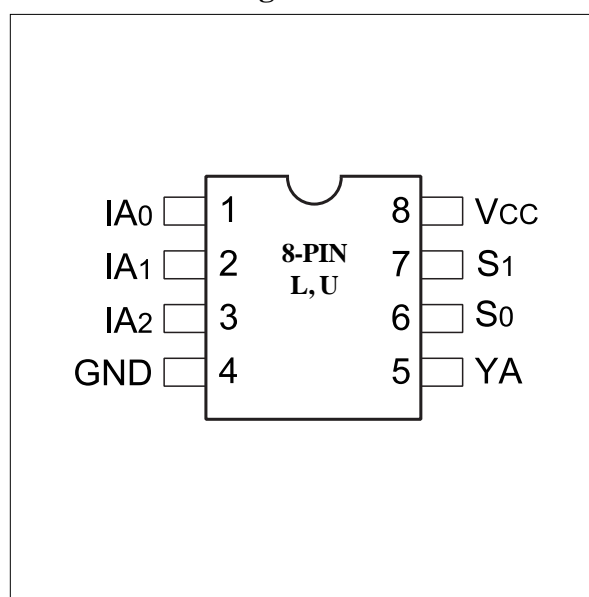 g
IA0 1 8 VCC
IA1 2 8-PIN 7 S1
L, U
IA2 3 6 S0
GND 4 5 YA